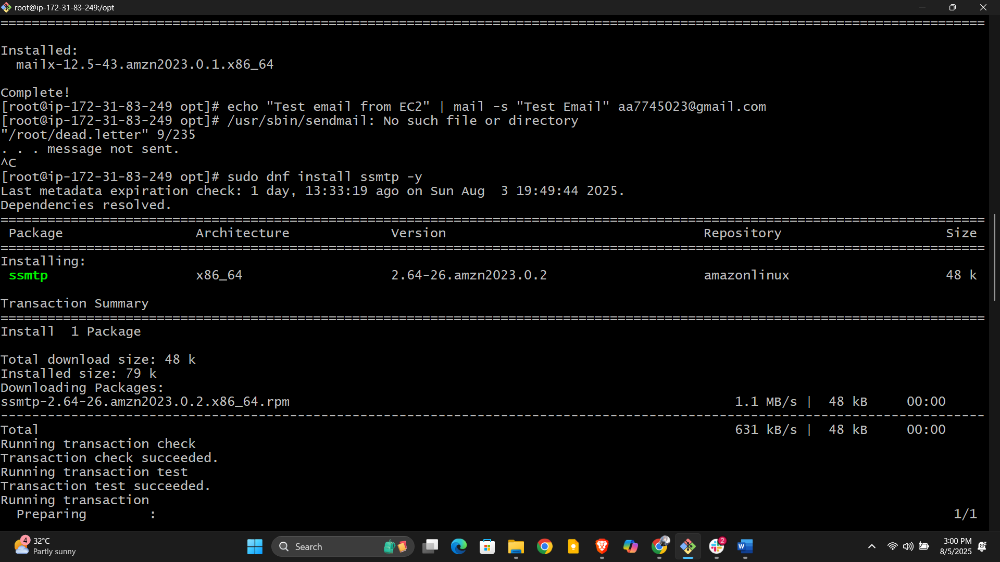 root@ip-172-31-83-249:/opt
==============================================================================================================================
Installed:
  mailx-12.5-43.amzn2023.0.1.x86_64
Complete!
[root@ip-172-31-83-249 opt]# echo "Test email from EC2" | mail -s "Test Email" aa7745023@gmail.com
[root@ip-172-31-83-249 opt]# /usr/sbin/sendmail: No such file or directory
"/root/dead.letter" 9/235
. . . message not sent.
^C
[root@ip-172-31-83-249 opt]# sudo dnf install ssmtp -y
Last metadata expiration check: 1 day, 13:33:19 ago on Sun Aug  3 19:49:44 2025.
Dependencies resolved.
==============================================================================================================================
 Package                 Architecture             Version                                 Repository                     Size
==============================================================================================================================
Installing:
 ssmtp                   x86_64                   2.64-26.amzn2023.0.2                    amazonlinux                    48 k
Transaction Summary
==============================================================================================================================
Install  1 Package
Total download size: 48 k
Installed size: 79 k
Downloading Packages:
ssmtp-2.64-26.amzn2023.0.2.x86_64.rpm                                                         1.1 MB/s |  48 kB     00:00
------------------------------------------------------------------------------------------------------------------------------
Total                                                                                         631 kB/s |  48 kB     00:00
Running transaction check
Transaction check succeeded.
Running transaction test
Transaction test succeeded.
Running transaction
  Preparing        :                                                                                                      1/1
4
32°C
Partly sunny
Search
2
W
3:00 PM
8/5/2025